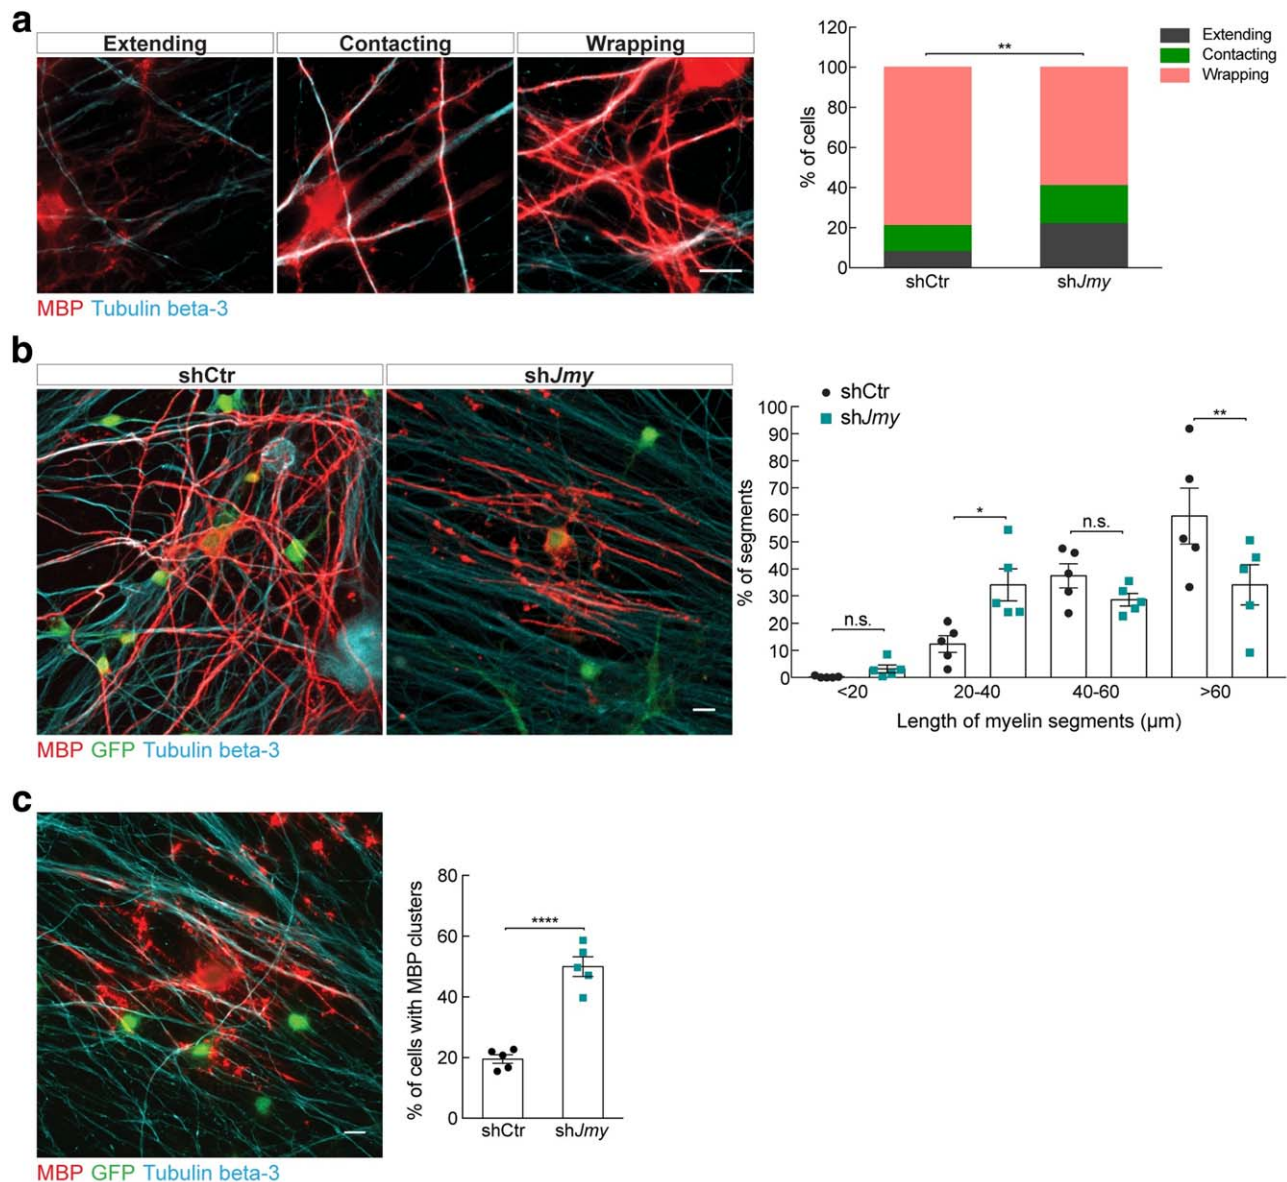 a
Extending Contacting Wrapping
MBP Tubulin beta-3
% of cells
120
100
80
60
40
20
0
**
shCtr shJmy
Extending
Contacting
Wrapping
b
shCtr shJmy
MBP GFP Tubulin beta-3
shCtr
shJmy
% of segments
100
90
80
70
60
50
40
30
20
10
0
n.s. * n.s. **
<20 20-40 40-60 >60
Length of myelin segments (µm)
c
MBP GFP Tubulin beta-3
% of cells with MBP clusters
80
60
40
20
0
****
shCtr shJmy